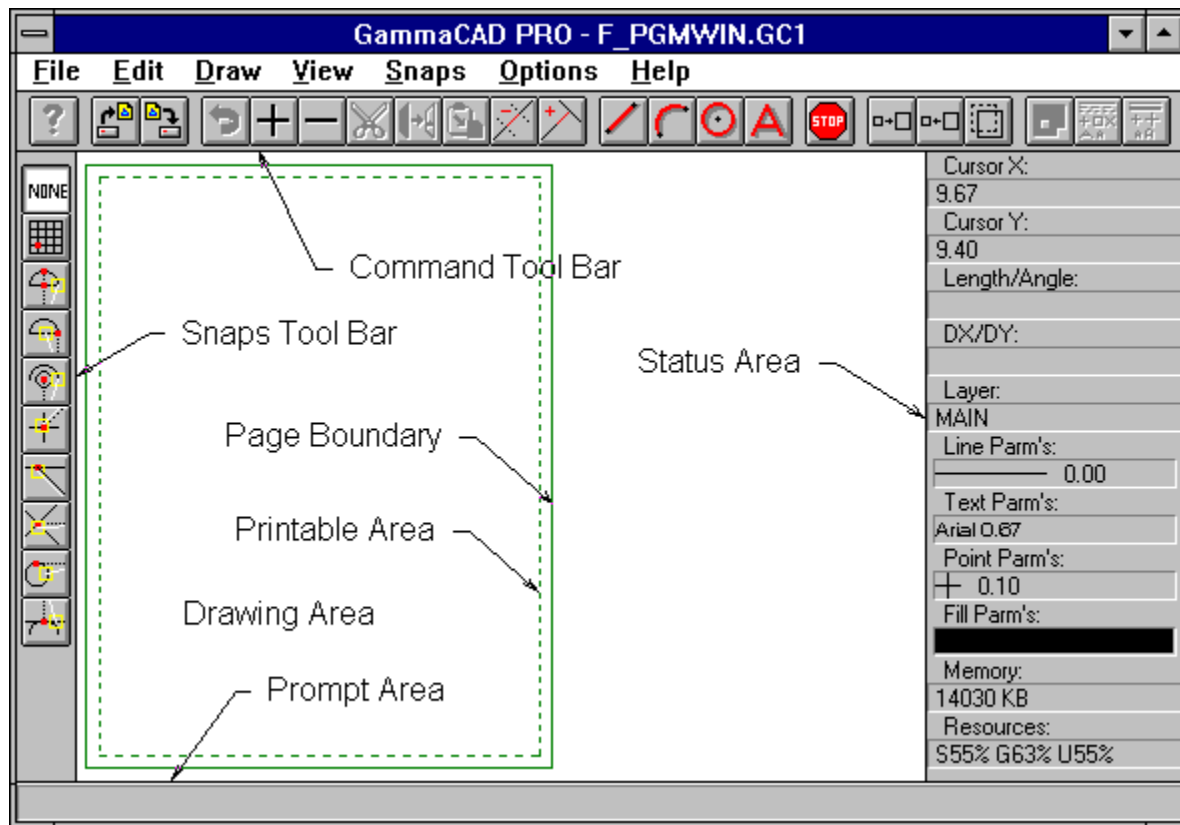 GammaCAD PRO - F_PGMWIN.GC1
File Edit Draw View Snaps Options Help
?
STOP
NONE
Command Tool Bar
Snaps Tool Bar
Status Area
Page Boundary
Printable Area
Drawing Area
Prompt Area
Cursor X:
9.67
Cursor Y:
9.40
Length/Angle:
DX/DY:
Layer:
MAIN
Line Parm's:
0.00
Text Parm's:
Arial 0.67
Point Parm's:
0.10
Fill Parm's:
Memory:
14030 KB
Resources:
S55% G63% U55%